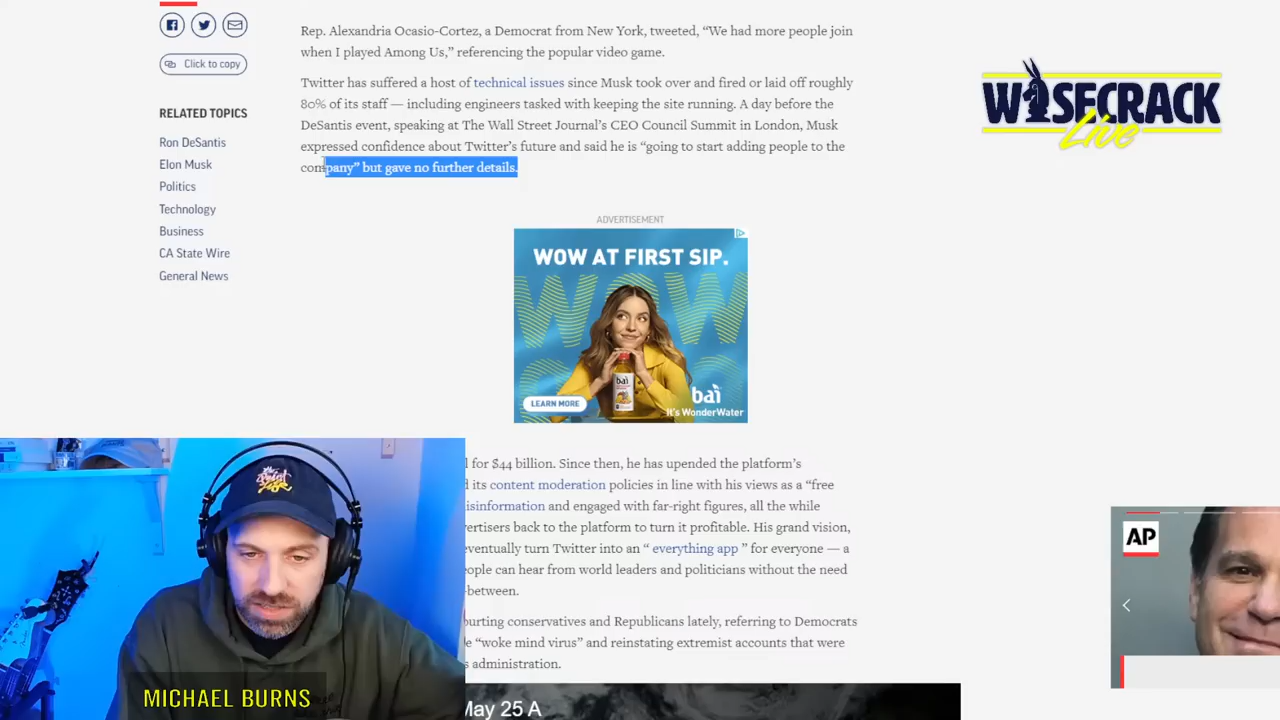 Rep. Alexandria Ocasio-Cortez, a Democrat from New York, tweeted, “We had more people join
when I played Among Us,” referencing the popular video game.
Click to copy
Twitter has suffered a host of technical issues since Musk took over and fired or laid off roughly
80% of its staff — including engineers tasked with keeping the site running. A day before the
DeSantis event, speaking at The Wall Street Journal’s CEO Council Summit in London, Musk
expressed confidence about Twitter’s future and said he is “going to start adding people to the
company” but gave no further details.
RELATED TOPICS
Ron DeSantis
Elon Musk
Politics
Technology
Business
CA State Wire
General News
WISECRACK
Live
ADVERTISEMENT
WOW AT FIRST SIP.
WOW
bai
LEARN MORE
bai
It's WonderWater
for $44 billion. Since then, he has upended the platform’s
its content moderation policies in line with his views as a “free
isinformation and engaged with far-right figures, all the while
vertisers back to the platform to turn it profitable. His grand vision,
eventually turn Twitter into an “ everything app ” for everyone — a
ople can hear from world leaders and politicians without the need
-between.
ourting conservatives and Republicans lately, referring to Democrats
“woke mind virus” and reinstating extremist accounts that were
administration.
May 25 A
AP
MICHAEL BURNS